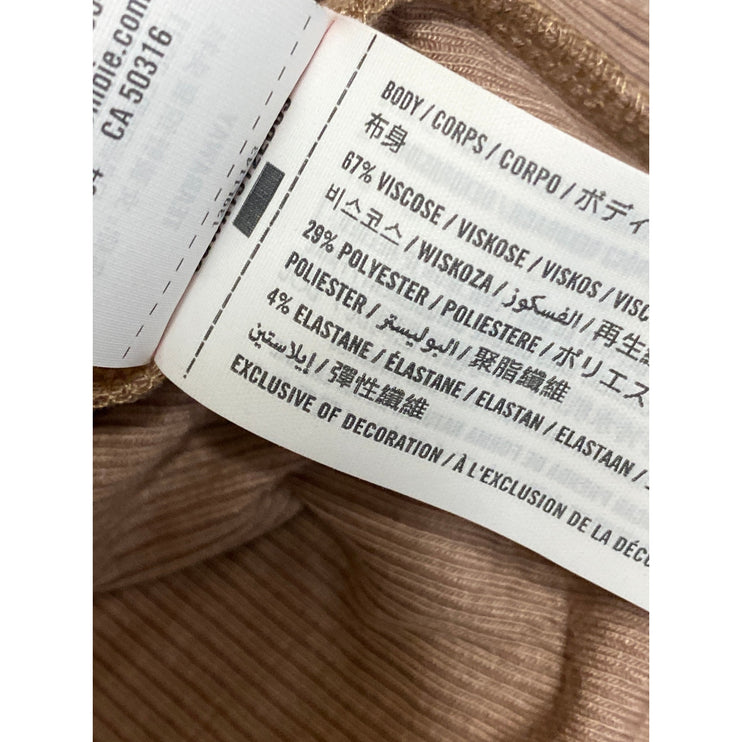 CA 50316
BODY / CORPS / CORPO / ボディ
布身
67% VISCOSE / VISKOSE / VISKOS / VISC
비스코스 / WISKOZA / الفسكوز / 再生
29% POLYESTER / POLIESTERE / ポリエス
POLIESTER / البوليستر / 聚脂纖維
4% ELASTANE / ÉLASTANE / ELASTAN / ELASTAAN /
إيلاستين / 彈性纖維
EXCLUSIVE OF DECORATION / À L'EXCLUSION DE LA DÉCO